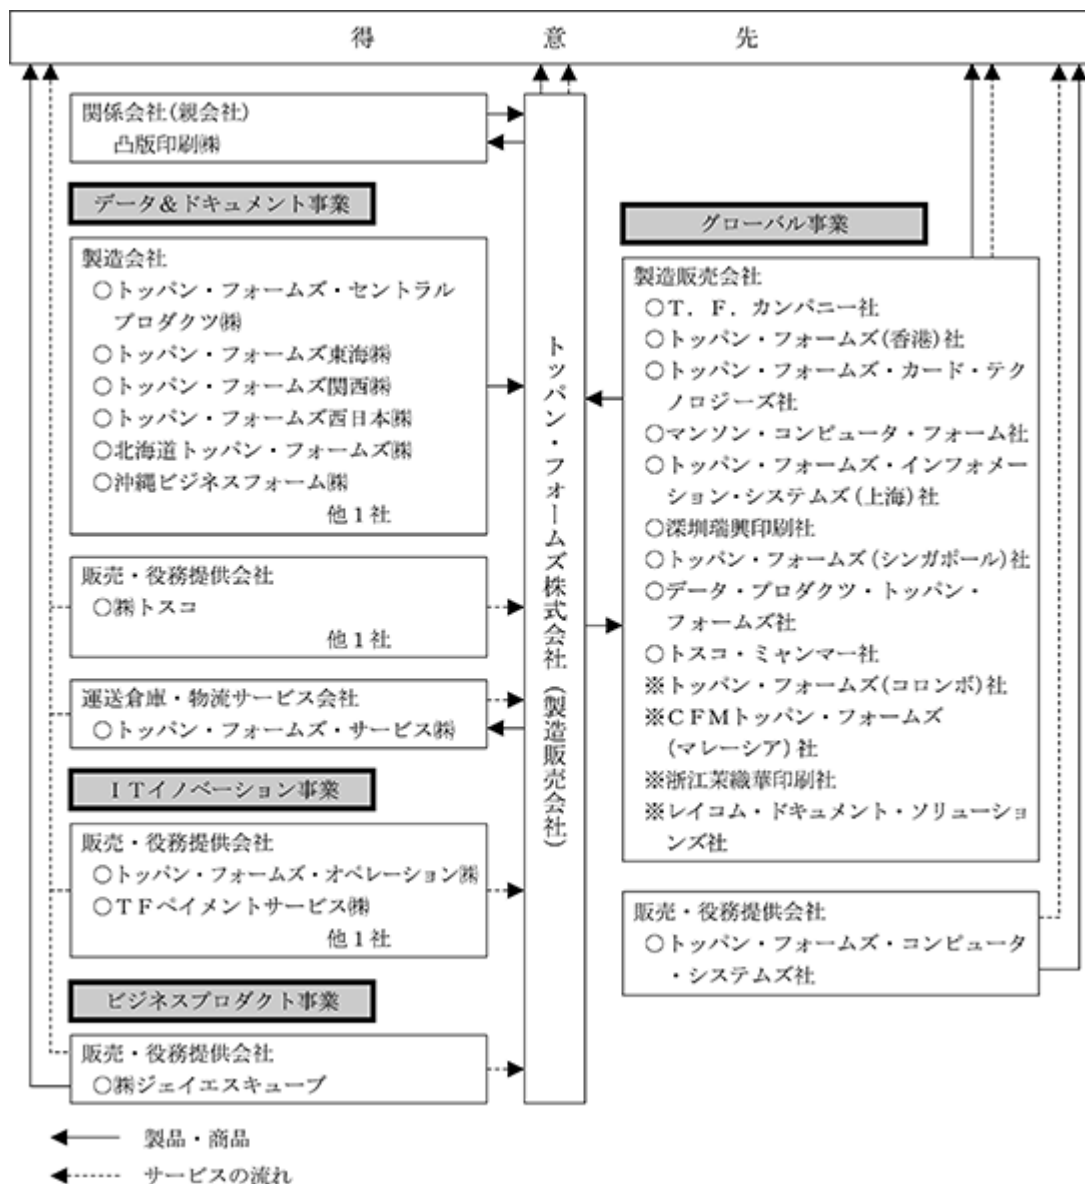 得意先
関係会社(親会社)
凸版印刷㈱
データ&ドキュメント事業
製造会社
○トッパン・フォームズ・セントラル
プロダクツ㈱
○トッパン・フォームズ東海㈱
○トッパン・フォームズ関西㈱
○トッパン・フォームズ西日本㈱
○北海道トッパン・フォームズ㈱
○沖縄ビジネスフォーム㈱
他1社
販売・役務提供会社
○㈱トスコ
他1社
運送倉庫・物流サービス会社
○トッパン・フォームズ・サービス㈱
ITイノベーション事業
販売・役務提供会社
○トッパン・フォームズ・オペレーション㈱
○TFペイメントサービス㈱
他1社
ビジネスプロダクト事業
販売・役務提供会社
○㈱ジェイエスキューブ
トッパン・フォームズ株式会社(製造販売会社)
グローバル事業
製造販売会社
○T.F.カンパニー社
○トッパン・フォームズ(香港)社
○トッパン・フォームズ・カード・テク
ノロジーズ社
○マンソン・コンピュータ・フォーム社
○トッパン・フォームズ・インフォメー
ション・システムズ(上海)社
○深圳瑞興印刷社
○トッパン・フォームズ(シンガポール)社
○データ・プロダクツ・トッパン・
フォームズ社
○トスコ・ミャンマー社
※トッパン・フォームズ(コロンボ)社
※CFMトッパン・フォームズ
(マレーシア)社
※浙江茉織華印刷社
※レイコム・ドキュメント・ソリューショ
ンズ社
販売・役務提供会社
○トッパン・フォームズ・コンピュータ
・システムズ社
製品・商品
サービスの流れ